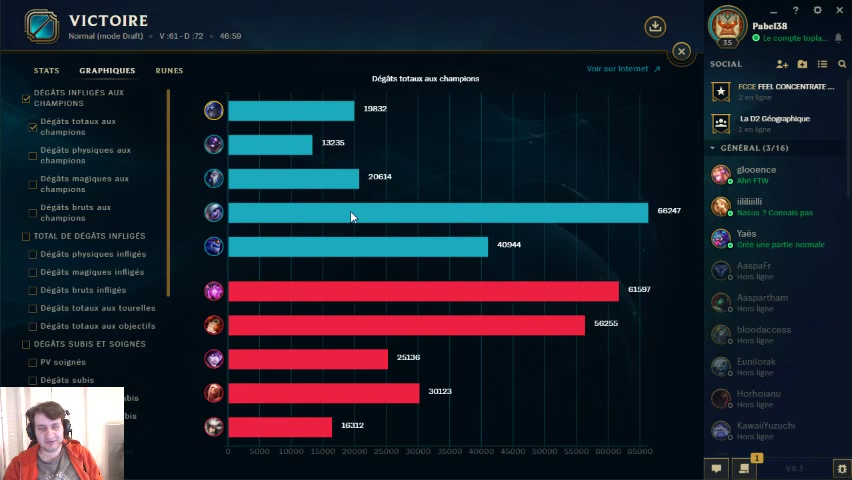 VICTOIRE
Normal (mode Draft) • V :61 - D :72 • 46:59
STATS GRAPHIQUES RUNES
Voir sur Internet
Dégâts totaux aux champions
DÉGÂTS INFLIGÉS AUX
CHAMPIONS
Dégâts totaux aux
champions
Dégâts physiques aux
champions
Dégâts magiques aux
champions
Dégâts bruts aux
champions
TOTAL DE DÉGÂTS INFLIGÉS
Dégâts physiques infligés
Dégâts magiques infligés
Dégâts bruts infligés
Dégâts totaux aux tourelles
Dégâts totaux aux objectifs
DÉGÂTS SUBIS ET SOIGNÉS
PV soignés
Dégâts subis
19832
13235
20614
66247
40944
61597
56255
25136
30123
16312
0 5000 10000 15000 20000 25000 30000 35000 40000 45000 50000 55000 60000 65000
Pabel38
35
Le compte topla...
SOCIAL
FCCE FEEL CONCENTRATE ...
2 en ligne
La D2 Géographique
1 en ligne
GÉNÉRAL (3/16)
glooence
Ahri FTW
iiliiiilli
Nasus ? Connais pas
Yaës
Crée une partie normale
AaspaFr
Hors ligne
Aaspartham
Hors ligne
bloodaccess
Hors ligne
Eunilorak
Hors ligne
Horhoianu
Hors ligne
KawaiiYuzuchi
Hors ligne
1
V8.1